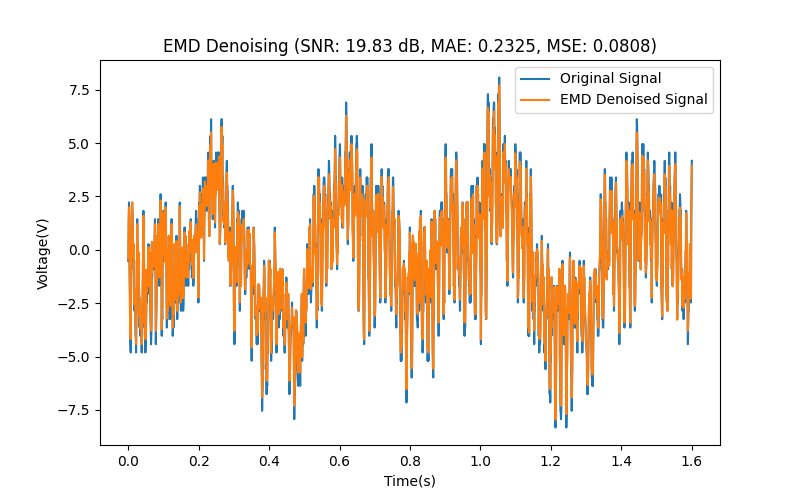 EMD Denoising (SNR: 19.83 dB, MAE: 0.2325, MSE: 0.0808)
Original Signal
EMD Denoised Signal
7.5
5.0
2.5
0.0
−2.5
−5.0
−7.5
Voltage(V)
0.0 0.2 0.4 0.6 0.8 1.0 1.2 1.4 1.6
Time(s)